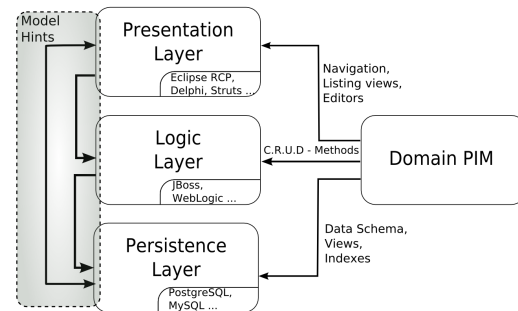 Model
Hints
Presentation
Layer
Eclipse RCP,
Delphi, Struts ...
Navigation,
Listing views,
Editors
Logic
Layer
JBoss,
WebLogic ...
C.R.U.D - Methods
Domain PIM
Data Schema,
Views,
Indexes
Persistence
Layer
PostgreSQL,
MySQL ...